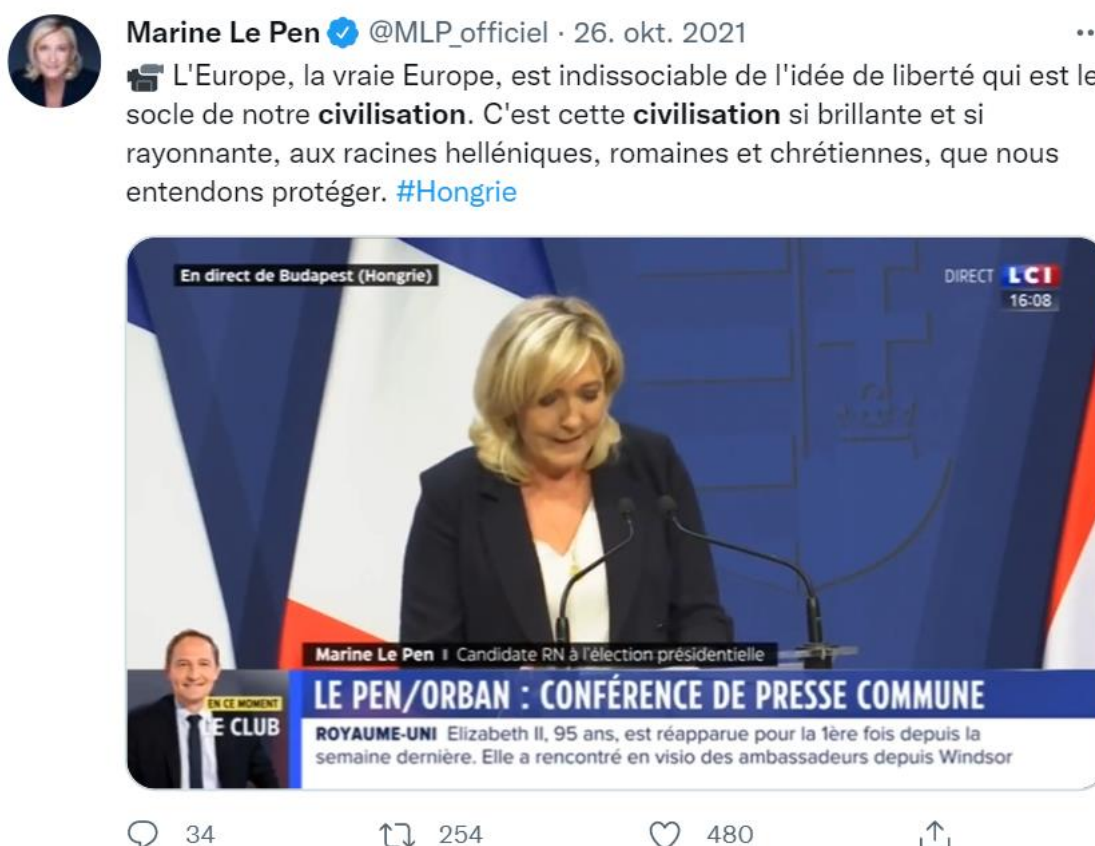 Marine Le Pen @MLP_officiel · 26. okt. 2021
L'Europe, la vraie Europe, est indissociable de l'idée de liberté qui est le
socle de notre civilisation. C'est cette civilisation si brillante et si
rayonnante, aux racines helléniques, romaines et chrétiennes, que nous
entendons protéger. #Hongrie
En direct de Budapest (Hongrie)
DIRECT LCI
16:08
Marine Le Pen I Candidate RN à l'élection présidentielle
EN CE MOMENT
LE CLUB
LE PEN/ORBAN : CONFÉRENCE DE PRESSE COMMUNE
ROYAUME-UNI Elizabeth II, 95 ans, est réapparue pour la 1ère fois depuis la
semaine dernière. Elle a rencontré en visio des ambassadeurs depuis Windsor
34 254 480